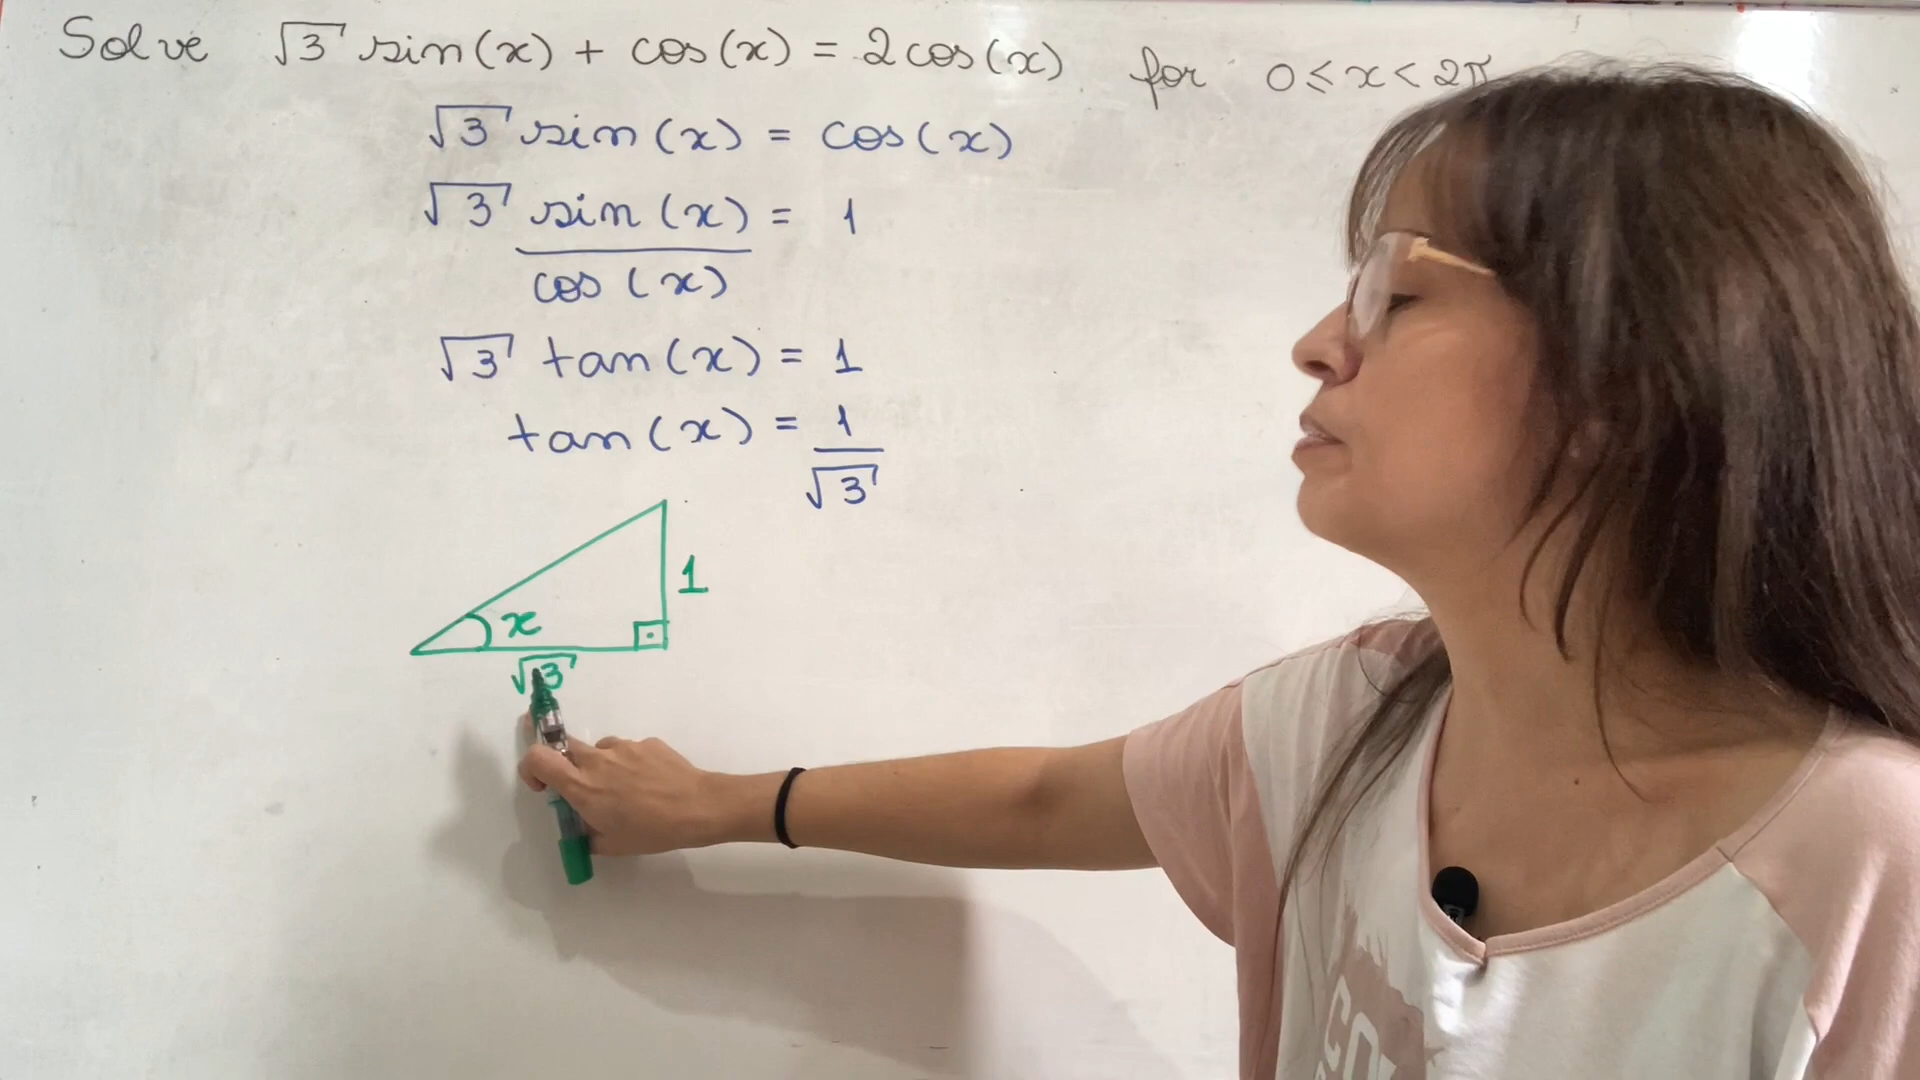 Solve √3 sin(x) + cos(x) = 2cos(x) for 0 ≤ x < 2π
√3 sin(x) = cos(x)
√3 sin(x)/cos(x) = 1
√3 tan(x) = 1
tan(x) = 1/√3
1
x
√3